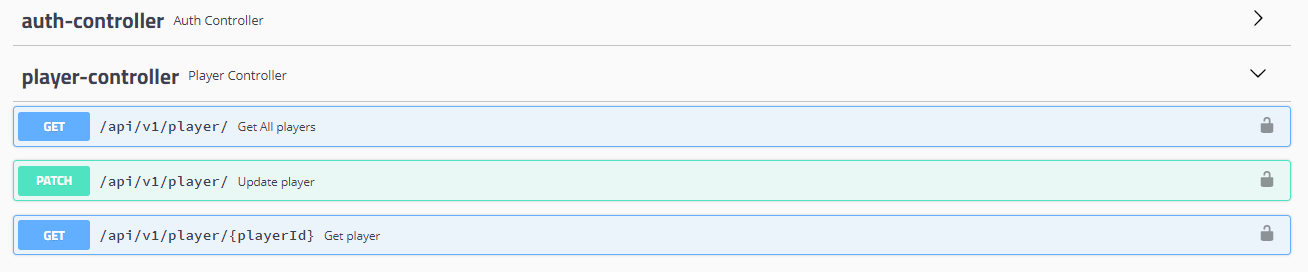 auth-controller Auth Controller
player-controller Player Controller
GET /api/v1/player/ Get All players
PATCH /api/v1/player/ Update player
GET /api/v1/player/{playerId} Get player